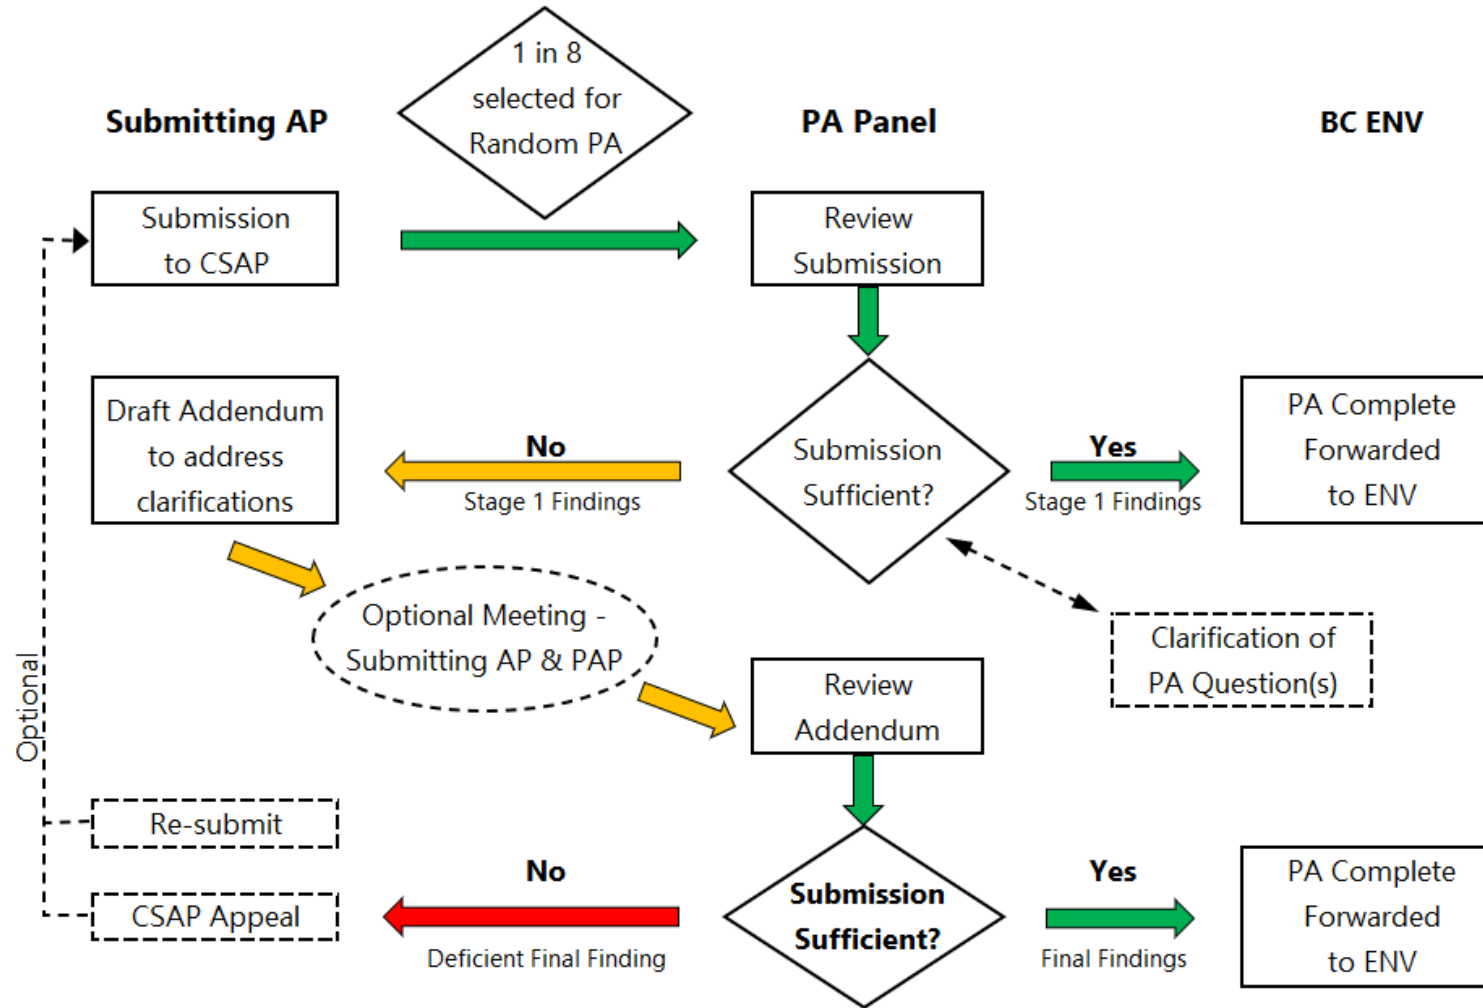 1 in 8
selected for
Random PA
Submitting AP
PA Panel
BC ENV
Submission
to CSAP
Review
Submission
Draft Addendum
to address
clarifications
No
Stage 1 Findings
Submission
Sufficient?
Yes
Stage 1 Findings
PA Complete
Forwarded
to ENV
Optional Meeting -
Submitting AP & PAP
Clarification of
PA Question(s)
Review
Addendum
Optional
Re-submit
CSAP Appeal
No
Deficient Final Finding
Submission
Sufficient?
Yes
Final Findings
PA Complete
Forwarded
to ENV